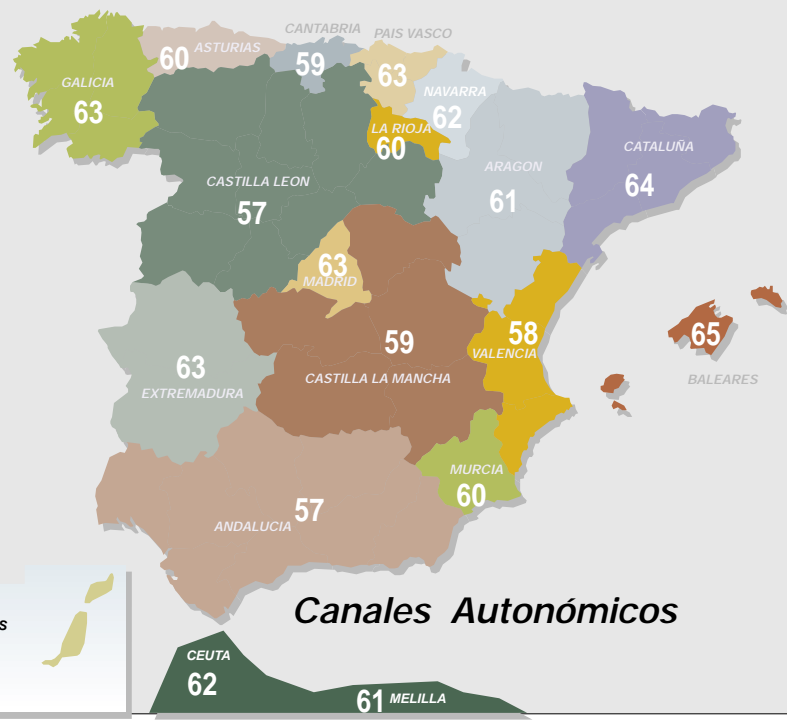 CANTABRIA
PAIS VASCO
ASTURIAS
60
59
GALICIA
63
63
NAVARRA
62
LA RIOJA
60
CATALUÑA
64
ARAGON
61
CASTILLA LEON
57
63
MADRID
65
BALEARES
58
VALENCIA
59
CASTILLA LA MANCHA
63
EXTREMADURA
MURCIA
60
57
ANDALUCIA
Canales Autonómicos
CEUTA
62
61 MELILLA